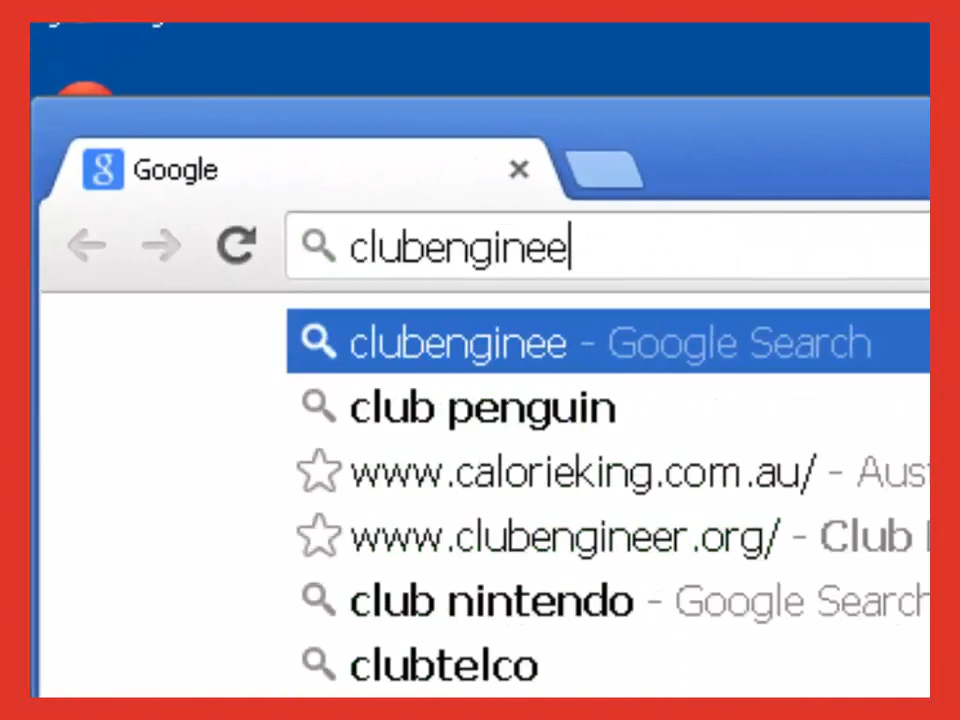 Google
clubenginee
clubenginee - Google Search
club penguin
www.calorieking.com.au/ - Aus
www.clubengineer.org/ - Club
club nintendo - Google Search
clubtelco